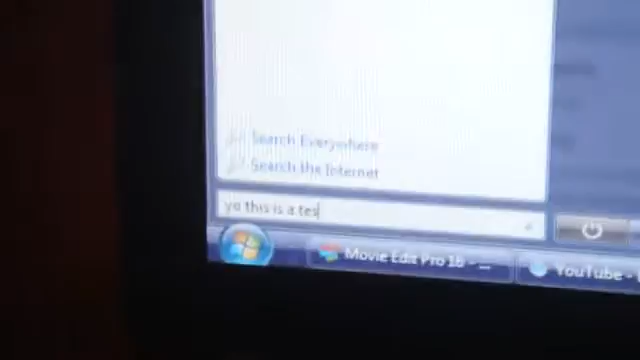 Search Everywhere
Search the Internet
yo this is a tes
Movie Edit Pro 16 - ...
YouTube -